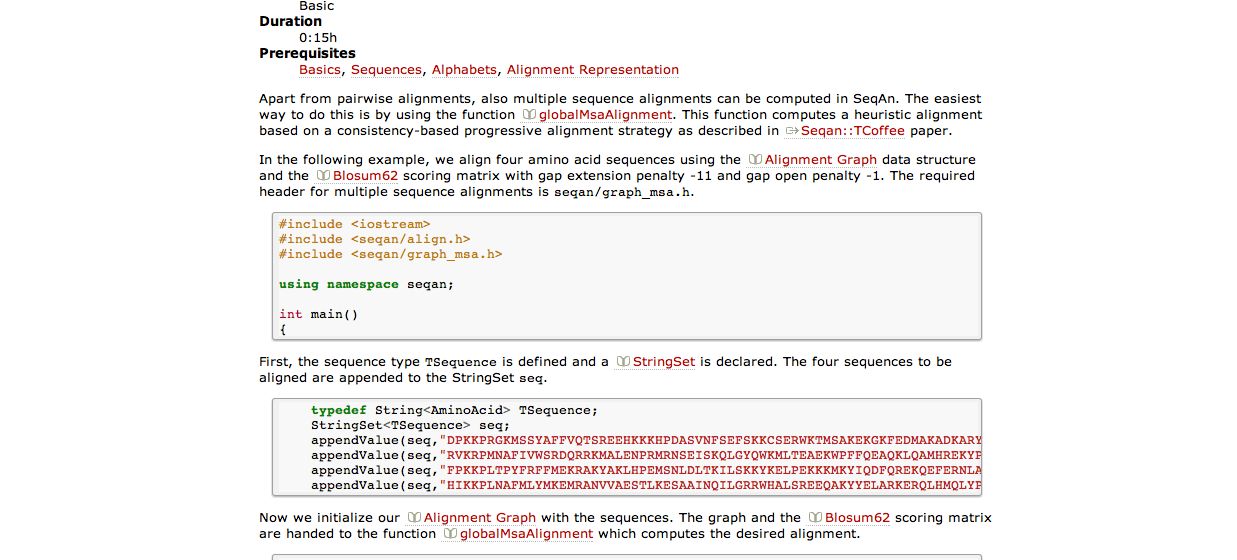 Basic
Duration
0:15h
Prerequisites
Basics, Sequences, Alphabets, Alignment Representation
Apart from pairwise alignments, also multiple sequence alignments can be computed in SeqAn. The easiest
way to do this is by using the function globalMsaAlignment. This function computes a heuristic alignment
based on a consistency-based progressive alignment strategy as described in Seqan::TCoffee paper.
In the following example, we align four amino acid sequences using the Alignment Graph data structure
and the Blosum62 scoring matrix with gap extension penalty -11 and gap open penalty -1. The required
header for multiple sequence alignments is seqan/graph_msa.h.
#include <iostream>
#include <seqan/align.h>
#include <seqan/graph_msa.h>
using namespace seqan;
int main()
{
First, the sequence type TSequence is defined and a StringSet is declared. The four sequences to be
aligned are appended to the StringSet seq.
typedef String<AminoAcid> TSequence;
StringSet<TSequence> seq;
appendValue(seq,"DPKKPRGKMSSYAFFVQTSREEHKKKHPDASVNFSEFSKKCSERWKTMSAKEKGKFEDMAKADKARY
appendValue(seq,"RVKRPMNAFIVWSRDQRRKMALENPRMRNSEISKQLGYQWKMLTEAEKWPFFQEAQKLQAMHREKYP
appendValue(seq,"FPKKPLTPYFRFFMEKRAKYAKLHPEMSNLDLTKILSKKYKELPEKKKMKYIQDFQREKQEFERNLA
appendValue(seq,"HIKKPLNAFMLYMKEMRANVVAESTLKESAAINQILGRRWHALSREEQAKYYELARKERQLHMQLYP
Now we initialize our Alignment Graph with the sequences. The graph and the Blosum62 scoring matrix
are handed to the function globalMsaAlignment which computes the desired alignment.